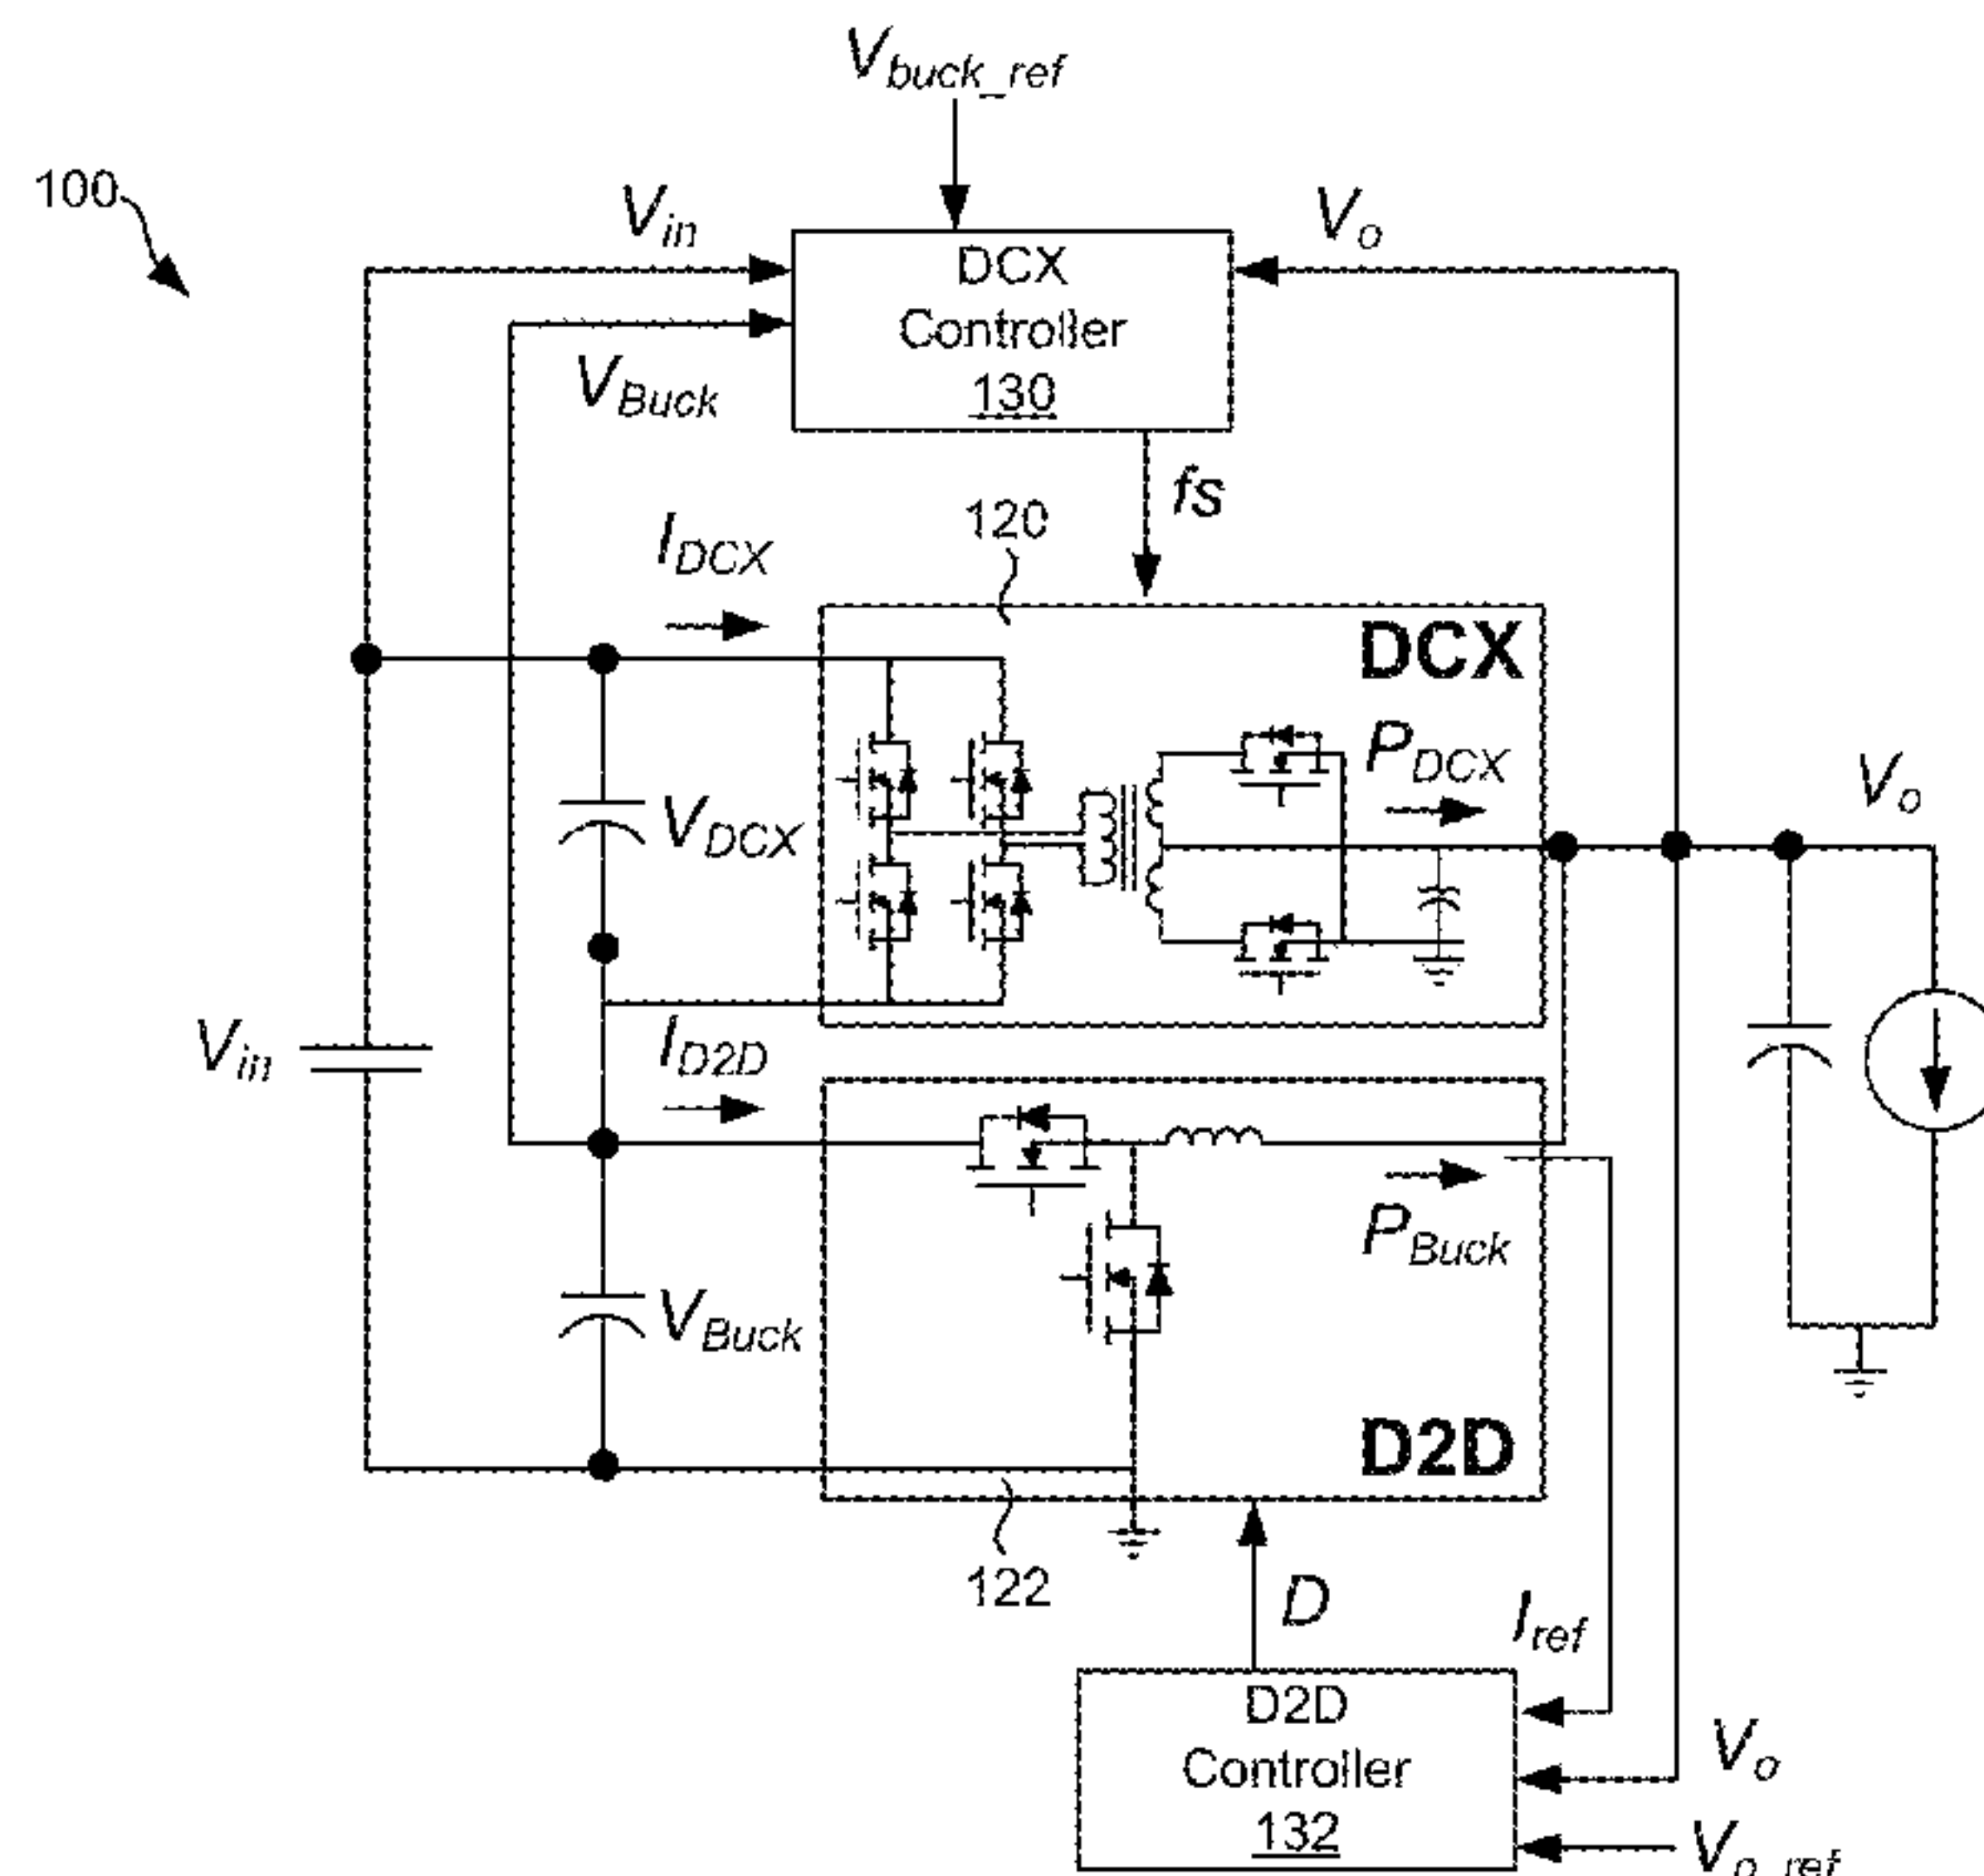 V_buck_ref
100
V_in
V_o
DCX
Controller
130
V_Buck
fs
120
I_DCX
DCX
P_DCX
V_DCX
V_o
V_in
I_D2D
P_Buck
V_Buck
D2D
122
D
I_ref
D2D
Controller
132
V_o
V_o_ref